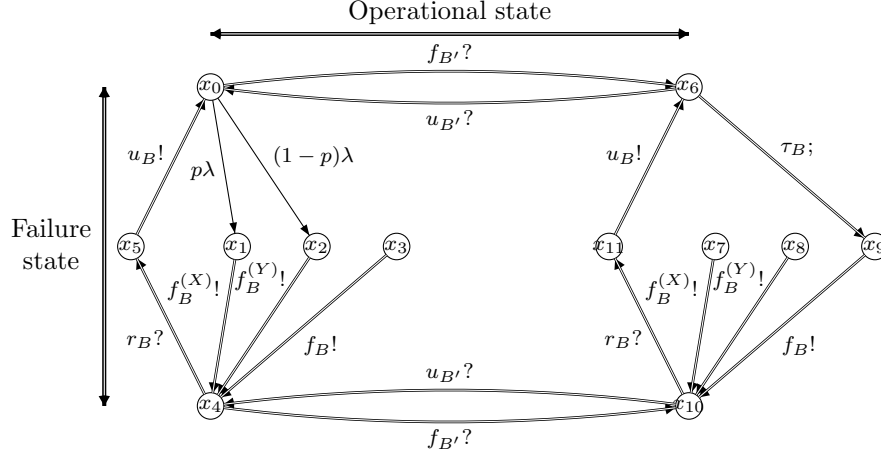 Operational state
f_{B′}?
x₀
x₆
u_{B′}?
u_B!
pλ
(1 − p)λ
u_B!
τ_B;
Failure
state
x₅
x₁
x₂
x₃
x₁₁
x₇
x₈
x₉
f_B^{(X)}!
f_B^{(Y)}!
f_B^{(X)}!
f_B^{(Y)}!
r_B?
f_B!
r_B?
f_B!
u_{B′}?
x₄
x₁₀
f_{B′}?